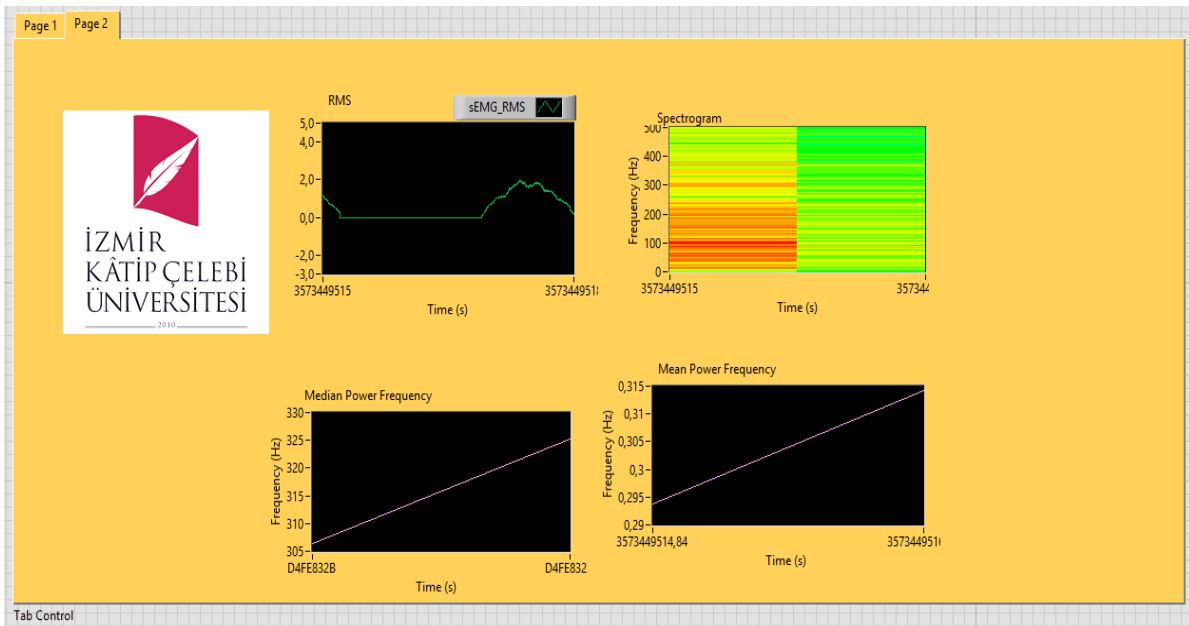 Page 1
Page 2
İZMİR
KÂTİP ÇELEBİ
ÜNİVERSİTESİ
2010
RMS
sEMG_RMS
5,0
4,0
2,0
0,0
-2,0
-3,0
3573449515
3573449518
Time (s)
Spectrogram
Frequency (Hz)
500
400
300
200
100
0
3573449515
357344
Time (s)
Median Power Frequency
Frequency (Hz)
330
325
320
315
310
305
D4FE832B
D4FE832
Time (s)
Mean Power Frequency
Frequency (Hz)
0,315
0,31
0,305
0,3
0,295
0,29
3573449514,84
357344951
Time (s)
Tab Control